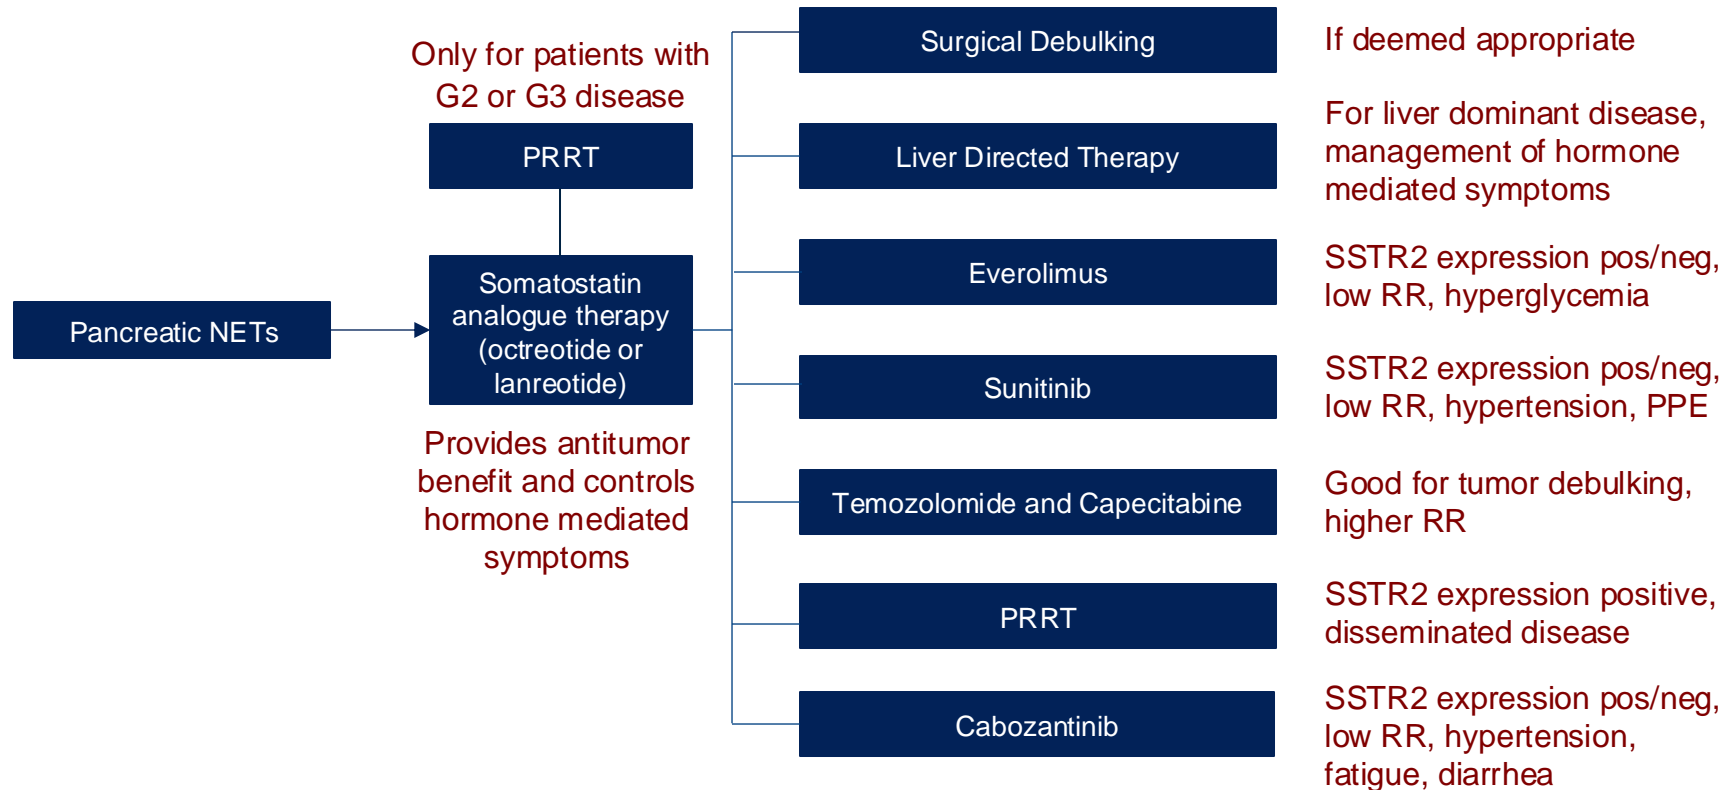 Pancreatic NETs
Only for patients with
G2 or G3 disease
PRRT
Somatostatin
analogue therapy
(octreotide or
lanreotide)
Provides antitumor
benefit and controls
hormone mediated
symptoms
Surgical Debulking
If deemed appropriate
Liver Directed Therapy
For liver dominant disease,
management of hormone
mediated symptoms
Everolimus
SSTR2 expression pos/neg,
low RR, hyperglycemia
Sunitinib
SSTR2 expression pos/neg,
low RR, hypertension, PPE
Temozolomide and Capecitabine
Good for tumor debulking,
higher RR
PRRT
SSTR2 expression positive,
disseminated disease
Cabozantinib
SSTR2 expression pos/neg,
low RR, hypertension,
fatigue, diarrhea